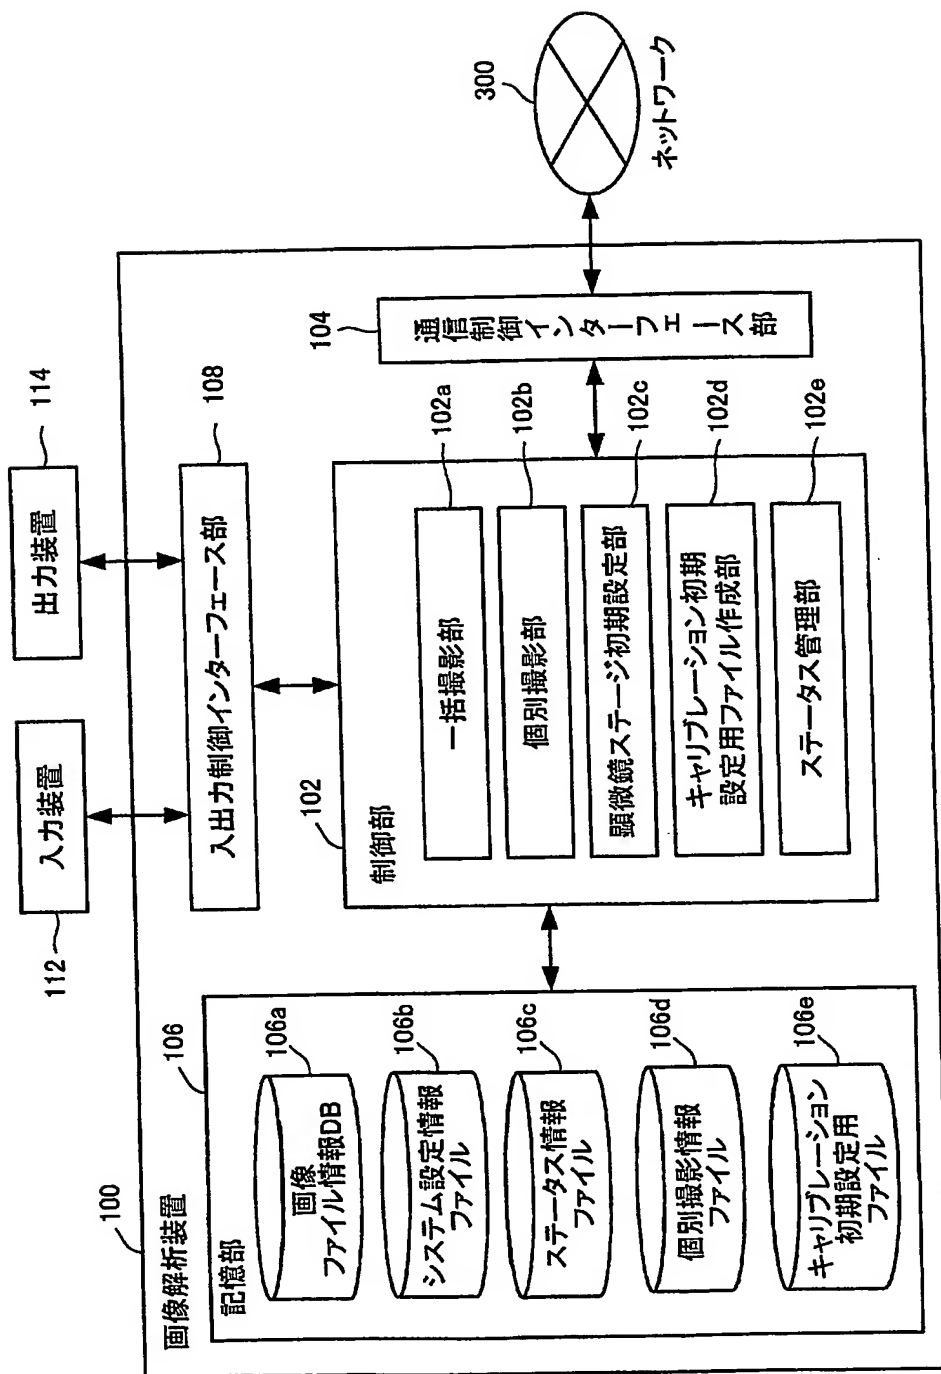 112
入力装置
114
出力装置
100
画像解析装置
108
入出力制御インターフェース部
106
記憶部
106a
画像
ファイル情報DB
106b
システム設定情報
ファイル
106c
ステータス情報
ファイル
106d
個別撮影情報
ファイル
106e
キャリブレーション
初期設定用
ファイル
102
制御部
102a
一括撮影部
102b
個別撮影部
102c
顕微鏡ステージ初期設定部
102d
キャリブレーション初期
設定用ファイル作成部
102e
ステータス管理部
104
通信制御インターフェース部
300
ネットワーク